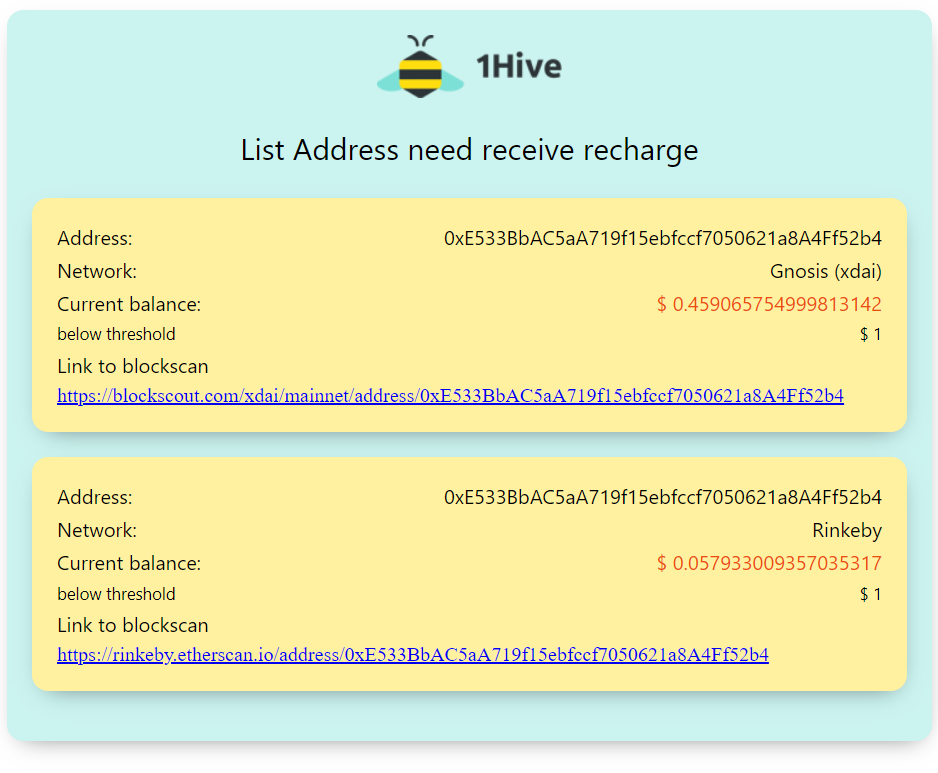 1Hive
List Address need receive recharge
Address: 0xE533BbAC5aA719f15ebfccf7050621a8A4Ff52b4
Network: Gnosis (xdai)
Current balance: $ 0.459065754999813142
below threshold $ 1
Link to blockscan
https://blockscout.com/xdai/mainnet/address/0xE533BbAC5aA719f15ebfccf7050621a8A4Ff52b4
Address: 0xE533BbAC5aA719f15ebfccf7050621a8A4Ff52b4
Network: Rinkeby
Current balance: $ 0.057933009357035317
below threshold $ 1
Link to blockscan
https://rinkeby.etherscan.io/address/0xE533BbAC5aA719f15ebfccf7050621a8A4Ff52b4